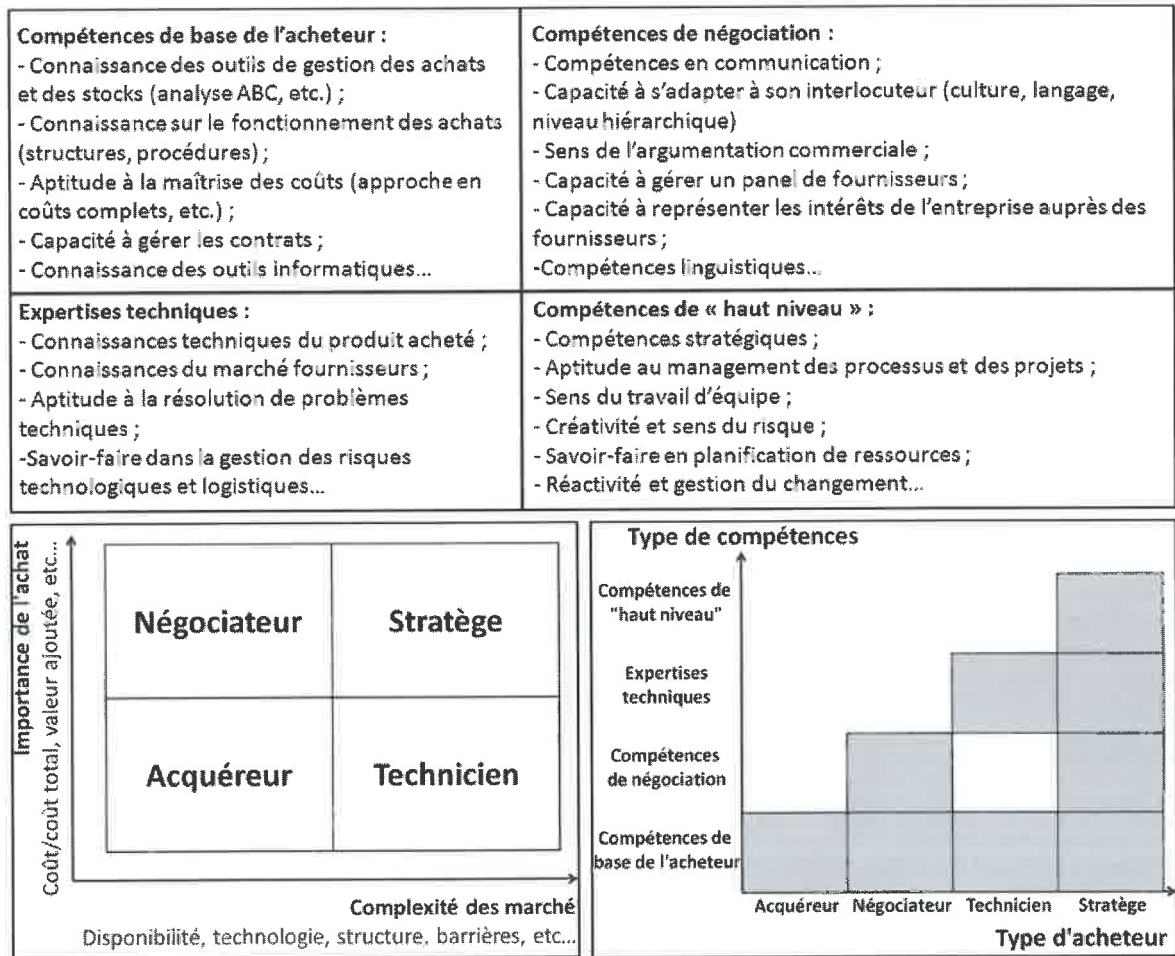 Compétences de base de l'acheteur :
- Connaissance des outils de gestion des achats
et des stocks (analyse ABC, etc.) ;
- Connaissance sur le fonctionnement des achats
(structures, procédures) ;
- Aptitude à la maîtrise des coûts (approche en
coûts complets, etc.) ;
- Capacité à gérer les contrats ;
- Connaissance des outils informatiques...
Compétences de négociation :
- Compétences en communication ;
- Capacité à s'adapter à son interlocuteur (culture, langage,
niveau hiérarchique)
- Sens de l'argumentation commerciale ;
- Capacité à gérer un panel de fournisseurs ;
- Capacité à représenter les intérêts de l'entreprise auprès des
fournisseurs ;
-Compétences linguistiques...
Expertises techniques :
- Connaissances techniques du produit acheté ;
- Connaissances du marché fournisseurs ;
- Aptitude à la résolution de problèmes
techniques ;
-Savoir-faire dans la gestion des risques
technologiques et logistiques...
Compétences de « haut niveau » :
- Compétences stratégiques ;
- Aptitude au management des processus et des projets ;
- Sens du travail d'équipe ;
- Créativité et sens du risque ;
- Savoir-faire en planification de ressources ;
- Réactivité et gestion du changement...
Importance de l'achat
Coût/coût total, valeur ajoutée, etc...
Négociateur
Stratège
Acquéreur
Technicien
Complexité des marché
Disponibilité, technologie, structure, barrières, etc...
Type de compétences
Compétences de
"haut niveau"
Expertises
techniques
Compétences
de négociation
Compétences de
base de l'acheteur
Acquéreur
Négociateur
Technicien
Stratège
Type d'acheteur